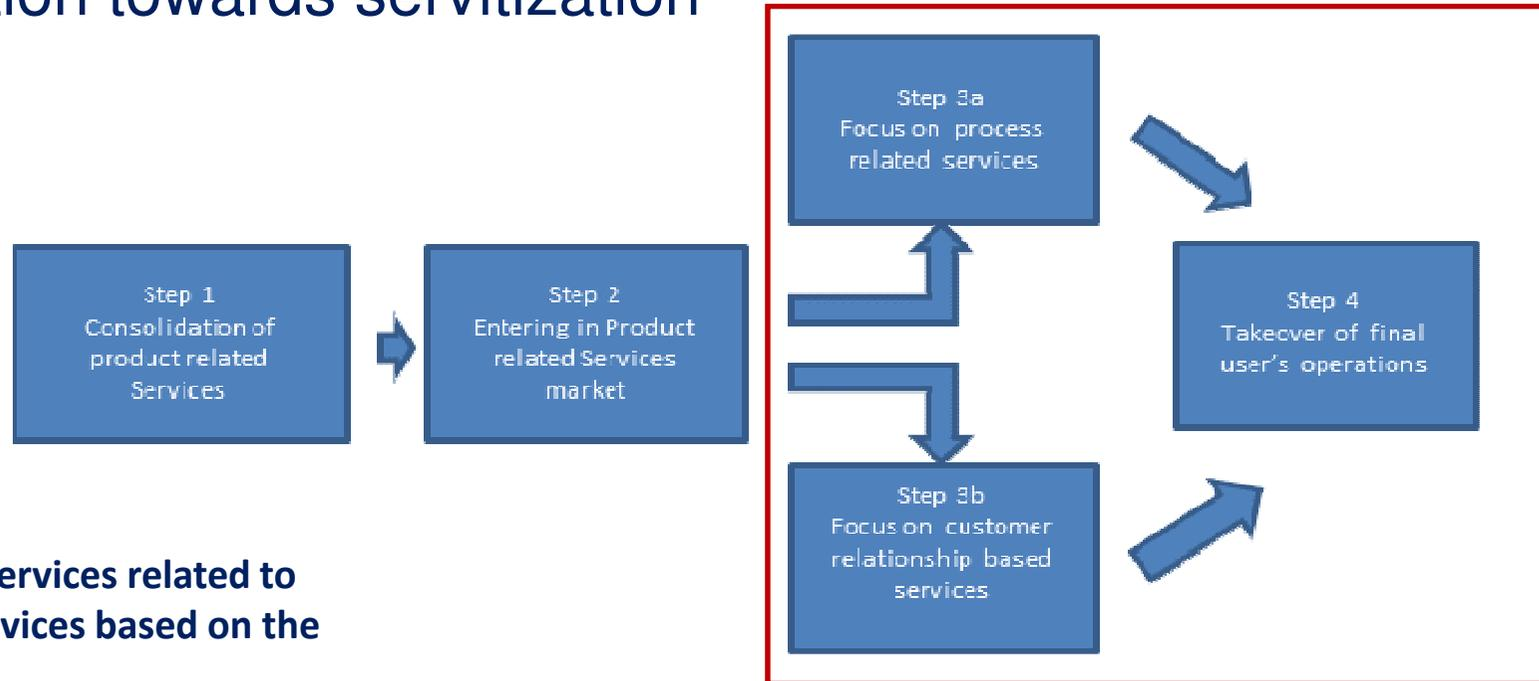 ion towards servitization
Step 1
Consolidation of
product related
Services
Step 2
Entering in Product
related Services
market
Step 3a
Focus on process
related services
Step 3b
Focus on customer
relationship based
services
Step 4
Takeover of final
user's operations
ervices related to
vices based on the